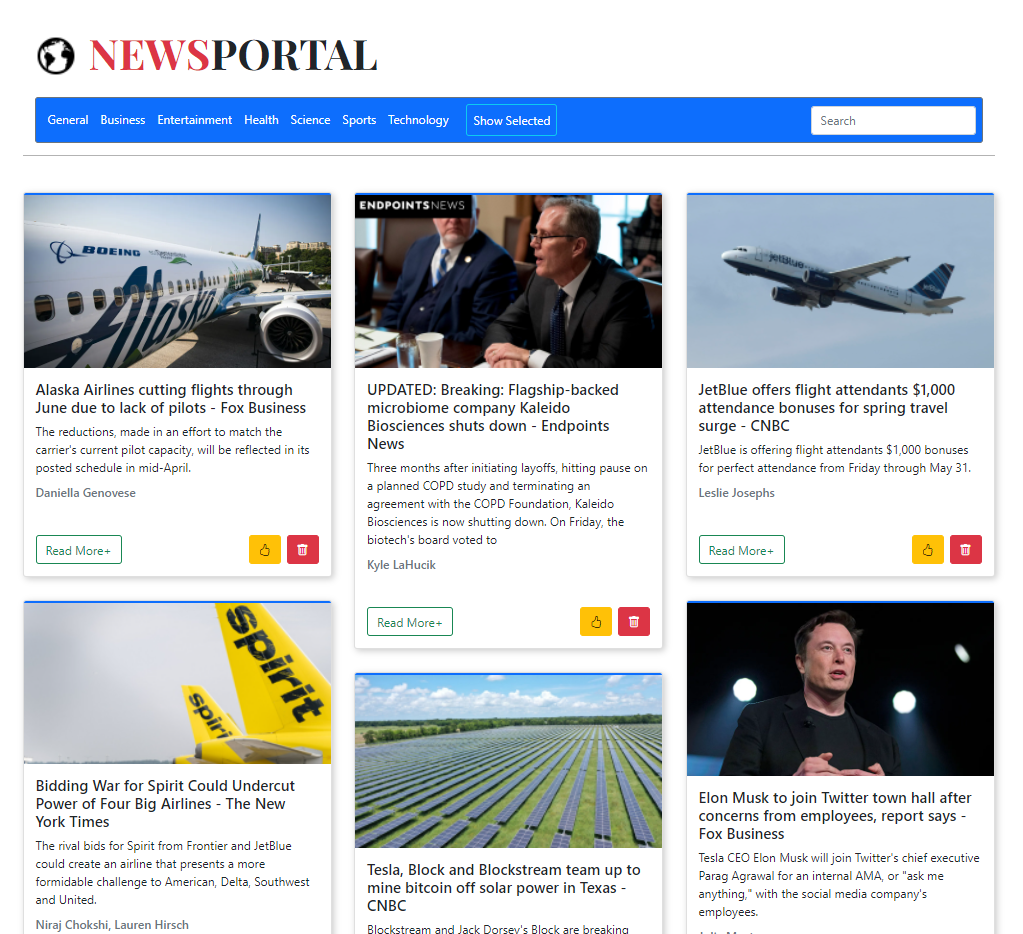 NEWSPORTAL
General Business Entertainment Health Science Sports Technology Show Selected Search
BOEING
Alaska
Alaska Airlines cutting flights through
June due to lack of pilots - Fox Business
The reductions, made in an effort to match the
carrier's current pilot capacity, will be reflected in its
posted schedule in mid-April.
Daniella Genovese
Read More+
ENDPOINTS NEWS
UPDATED: Breaking: Flagship-backed
microbiome company Kaleido
Biosciences shuts down - Endpoints
News
Three months after initiating layoffs, hitting pause on
a planned COPD study and terminating an
agreement with the COPD Foundation, Kaleido
Biosciences is now shutting down. On Friday, the
biotech's board voted to
Kyle LaHucik
Read More+
jetBlue
JetBlue offers flight attendants $1,000
attendance bonuses for spring travel
surge - CNBC
JetBlue is offering flight attendants $1,000 bonuses
for perfect attendance from Friday through May 31.
Leslie Josephs
Read More+
spirit
spirit
Bidding War for Spirit Could Undercut
Power of Four Big Airlines - The New
York Times
The rival bids for Spirit from Frontier and JetBlue
could create an airline that presents a more
formidable challenge to American, Delta, Southwest
and United.
Niraj Chokshi, Lauren Hirsch
Tesla, Block and Blockstream team up to
mine bitcoin off solar power in Texas -
CNBC
Blockstream and Jack Dorsey's Block are breaking
Elon Musk to join Twitter town hall after
concerns from employees, report says -
Fox Business
Tesla CEO Elon Musk will join Twitter's chief executive
Parag Agrawal for an internal AMA, or "ask me
anything," with the social media company's
employees.